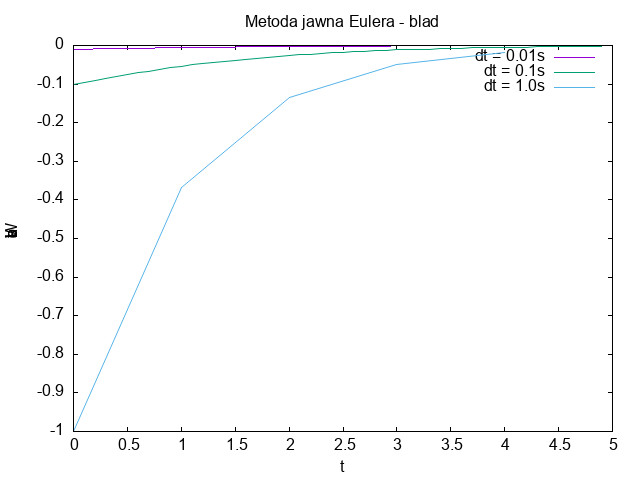 Metoda jawna Eulera - blad
0
-0.1
-0.2
-0.3
-0.4
-0.5
-0.6
-0.7
-0.8
-0.9
-1
dt = 0.01s
dt = 0.1s
dt = 1.0s
0 0.5 1 1.5 2 2.5 3 3.5 4 4.5 5
t